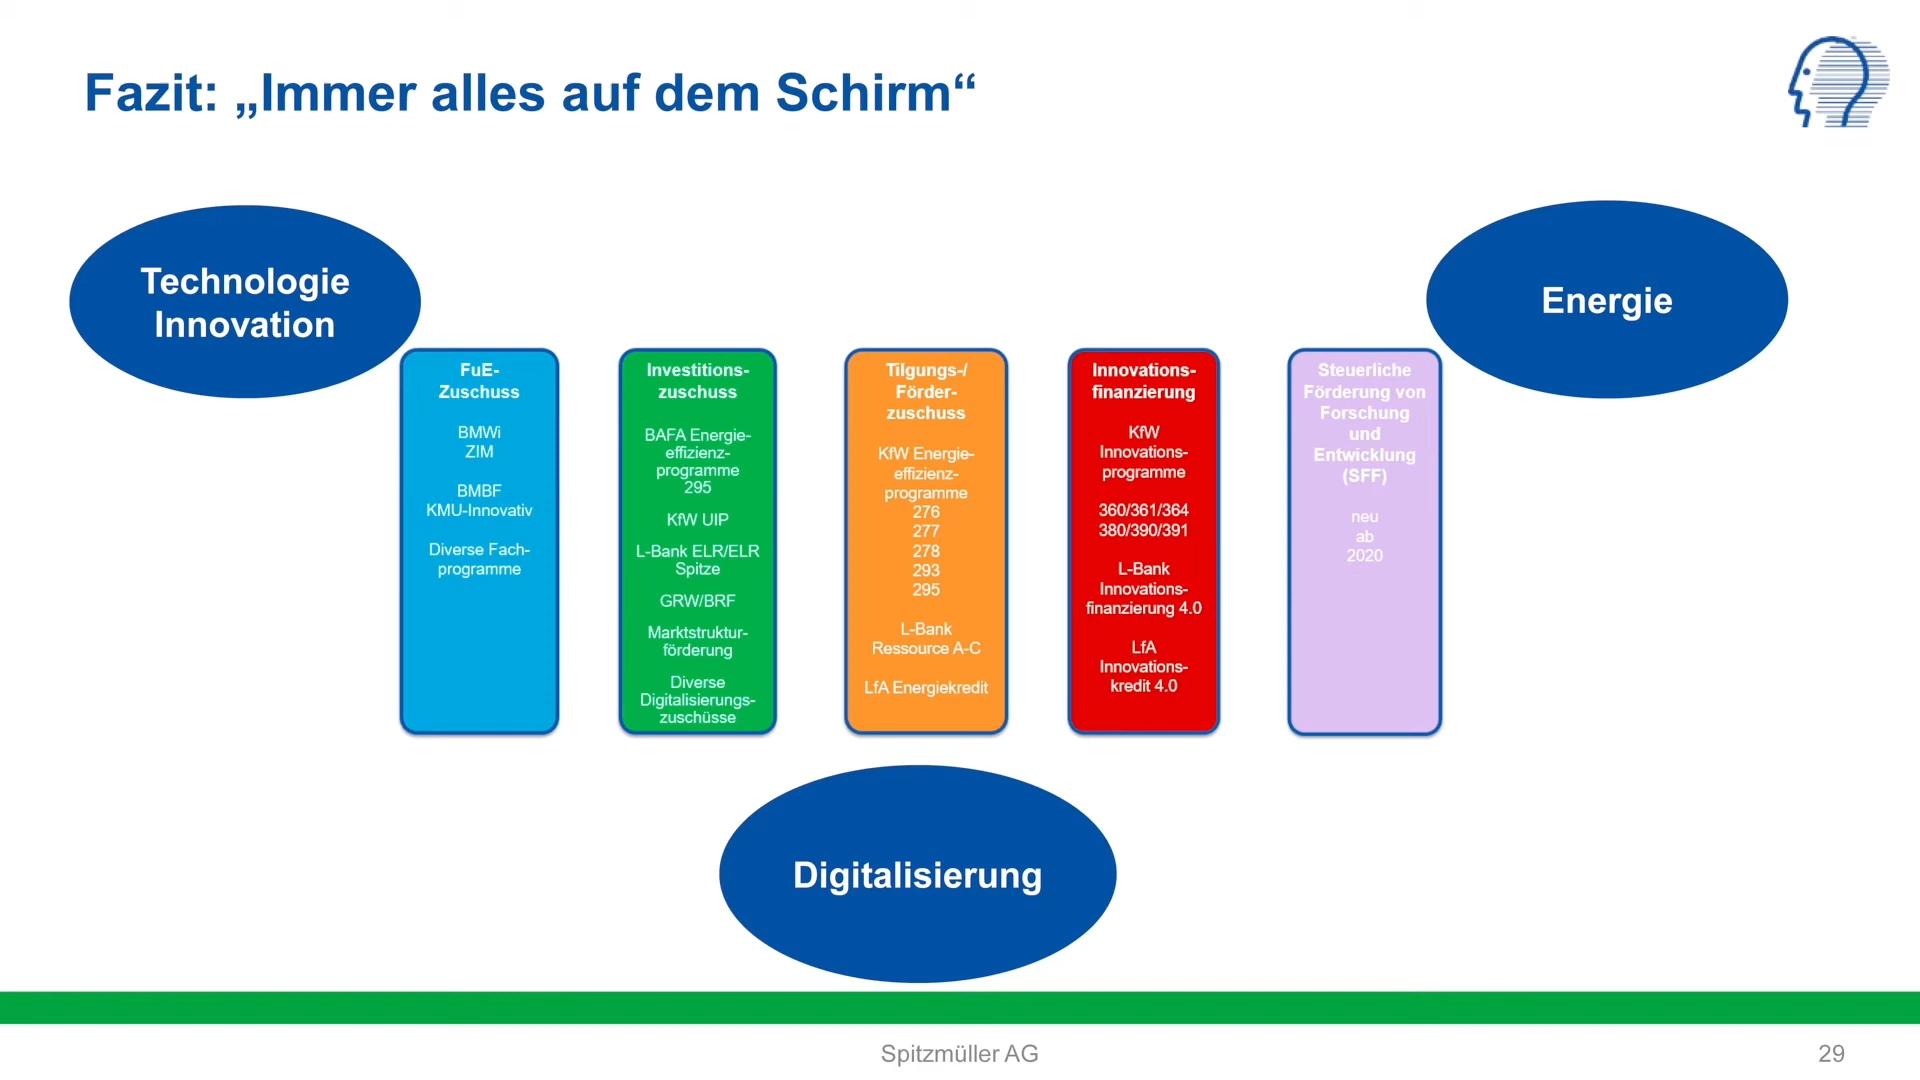 Fazit: „Immer alles auf dem Schirm“
Technologie
Innovation
Energie
FuE-
Zuschuss
BMWi
ZIM
BMBF
KMU-Innovativ
Diverse Fach-
programme
Investitions-
zuschuss
BAFA Energie-
effizienz-
programme
295
KfW UIP
L-Bank ELR/ELR
Spitze
GRW/BRF
Marktstruktur-
förderung
Diverse
Digitalisierungs-
zuschüsse
Tilgungs-/
Förder-
zuschuss
KfW Energie-
effizienz-
programme
276
277
278
293
295
L-Bank
Ressource A-C
LfA Energiekredit
Innovations-
finanzierung
KfW
Innovations-
programme
360/361/364
380/390/391
L-Bank
Innovations-
finanzierung 4.0
LfA
Innovations-
kredit 4.0
Steuerliche
Förderung von
Forschung
und
Entwicklung
(SFF)
neu
ab
2020
Digitalisierung
Spitzmüller AG
29